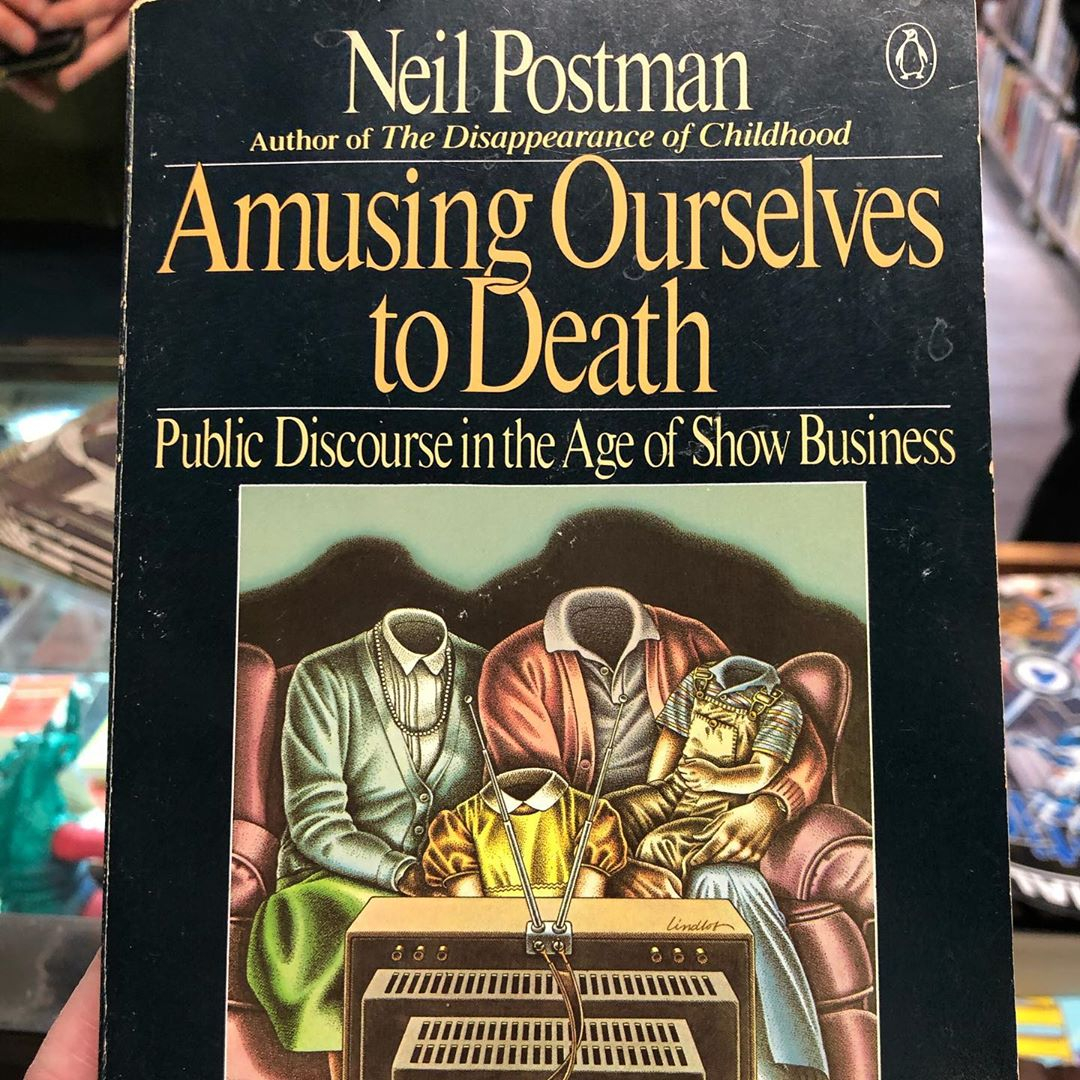 Neil Postman
Author of The Disappearance of Childhood
Amusing Ourselves
to Death
Public Discourse in the Age of Show Business
Lindlof